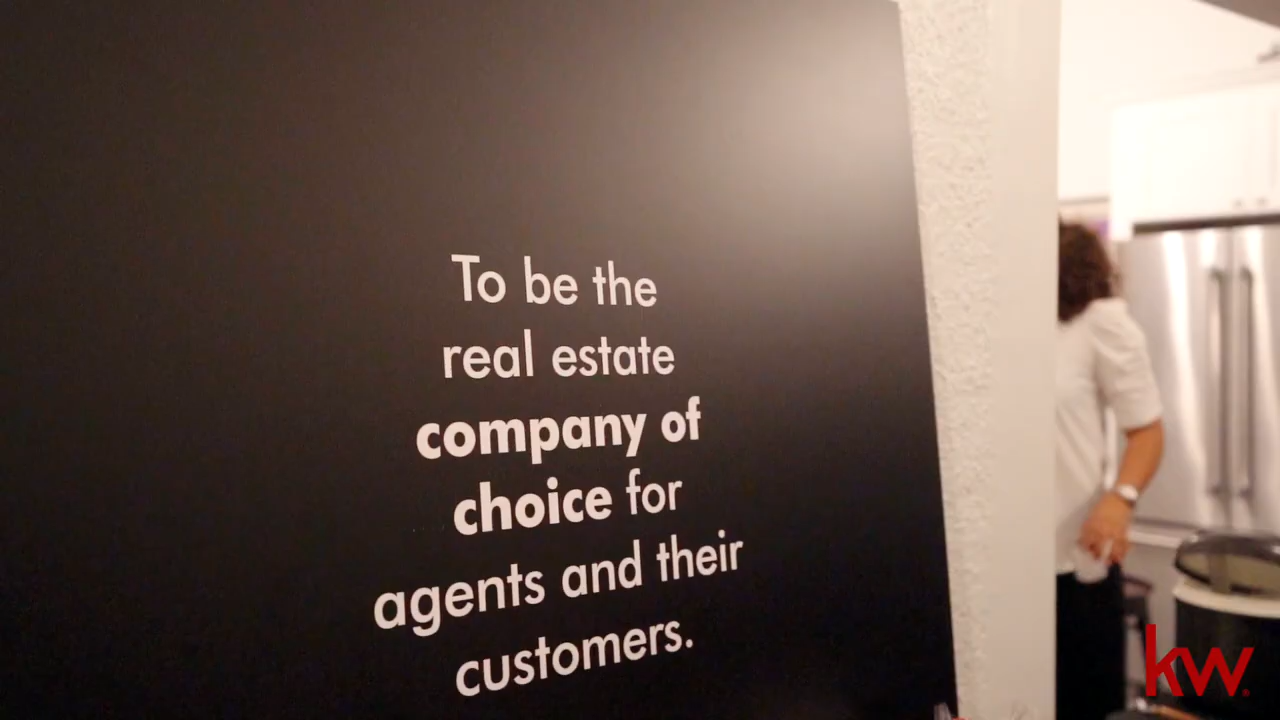 To be the
real estate
company of
choice for
agents and their
customers.
kw.